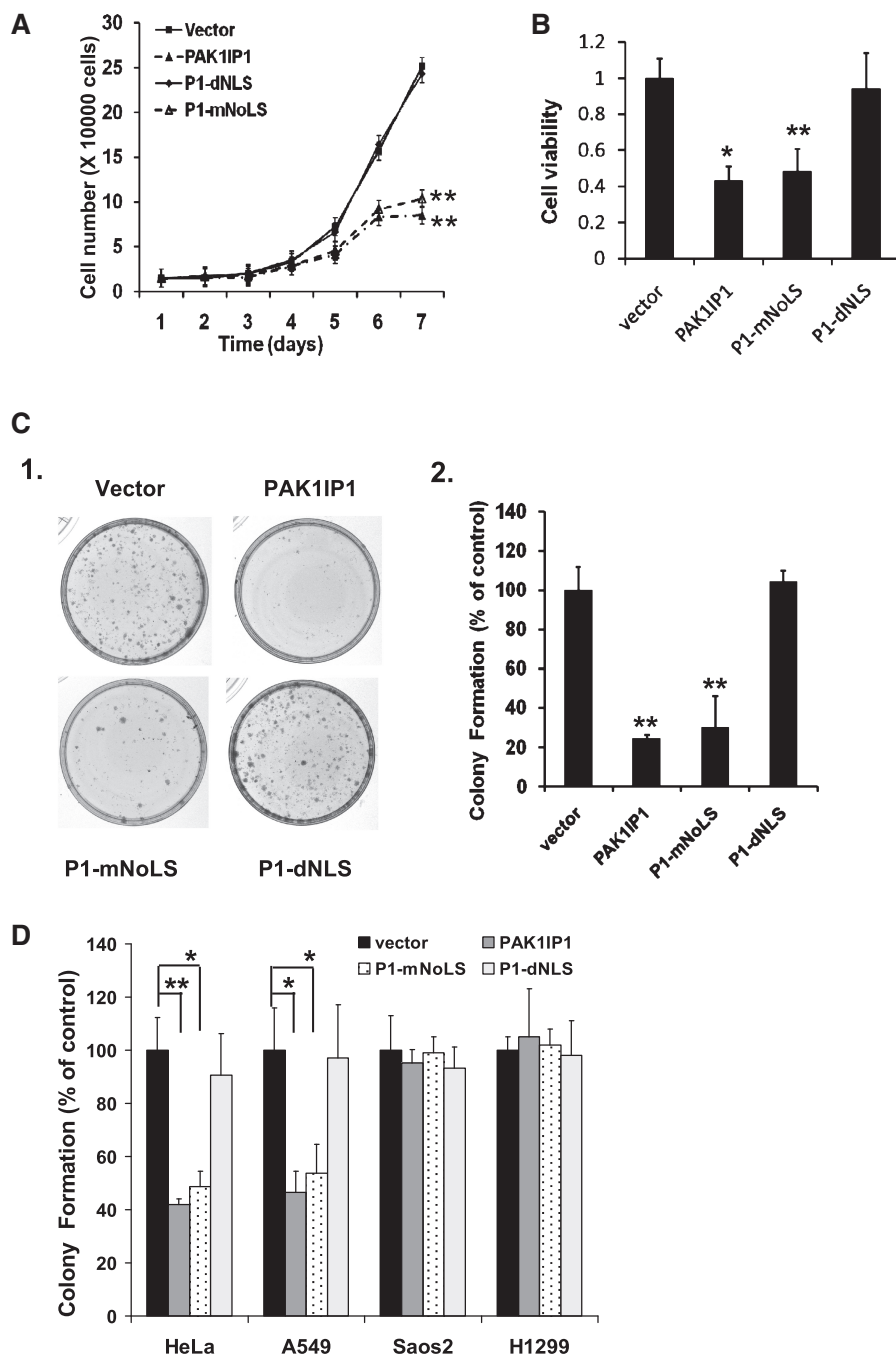 A
Cell number (X 10000 cells)
30
25
20
15
10
5
0
Vector
PAK1IP1
P1-dNLS
P1-mNoLS
**
**
1 2 3 4 5 6 7
Time (days)
B
Cell viability
1.2
1
0.8
0.6
0.4
0.2
0
*
**
vector
PAK1IP1
P1-mNoLS
P1-dNLS
C
1.
Vector PAK1IP1
P1-mNoLS P1-dNLS
2.
Colony Formation (% of control)
140
120
100
80
60
40
20
0
**
**
vector
PAK1IP1
P1-mNoLS
P1-dNLS
D
Colony Formation (% of control)
140
120
100
80
60
40
20
0
vector PAK1IP1
P1-mNoLS P1-dNLS
*
**
*
*
HeLa A549 Saos2 H1299